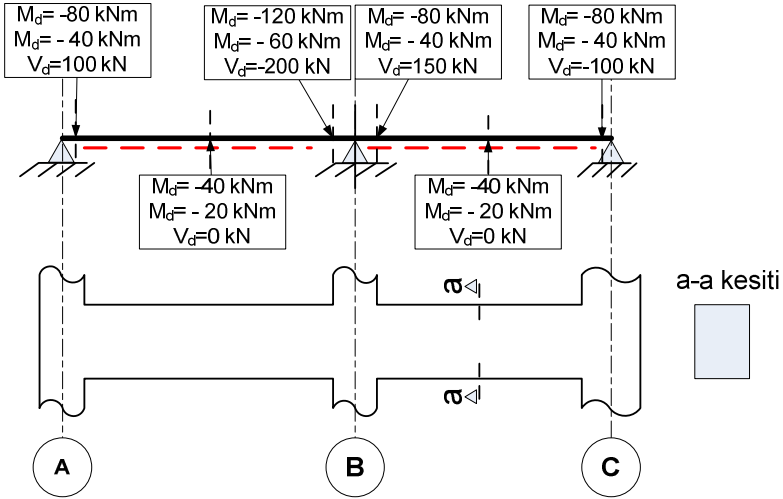 Md= -80 kNm
Md= - 40 kNm
Vd=100 kN
Md= -120 kNm
Md= - 60 kNm
Vd=-200 kN
Md= -80 kNm
Md= - 40 kNm
Vd=150 kN
Md= -80 kNm
Md= - 40 kNm
Vd=-100 kN
Md= -40 kNm
Md= - 20 kNm
Vd=0 kN
Md= -40 kNm
Md= - 20 kNm
Vd=0 kN
a
a-a kesiti
a
A
B
C